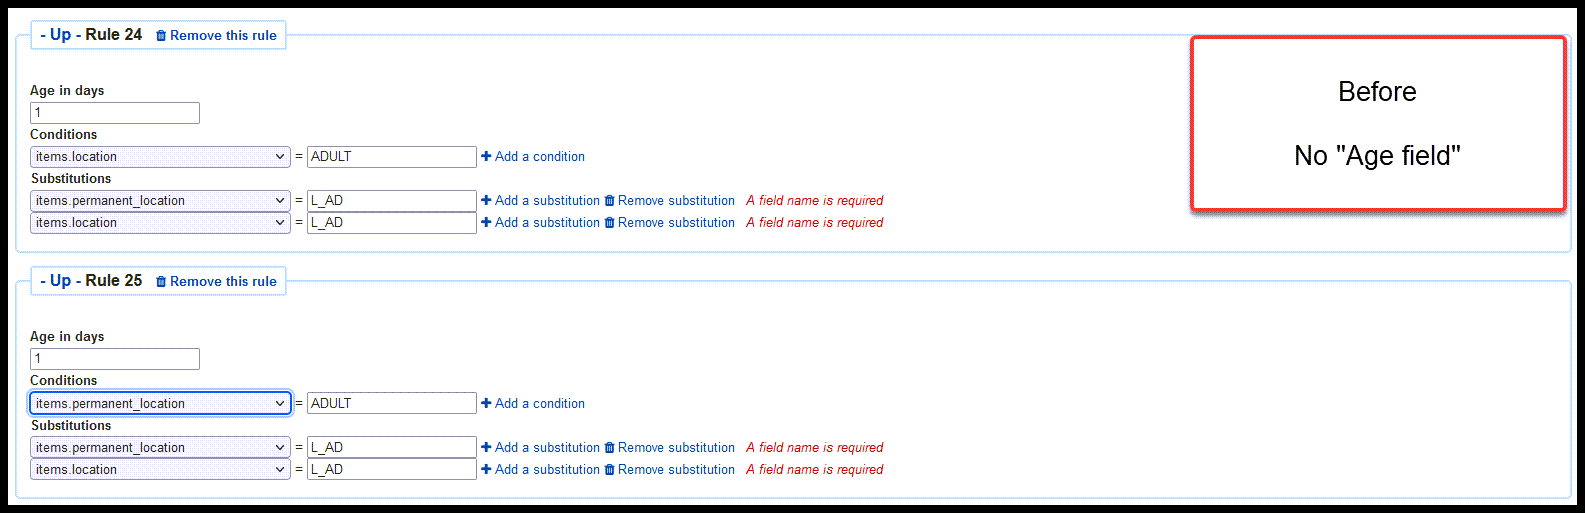 - Up - Rule 24 Remove this rule
Before
No "Age field"
Age in days
1
Conditions
items.location = ADULT Add a condition
Substitutions
items.permanent_location = L_AD Add a substitution Remove substitution A field name is required
items.location = L_AD Add a substitution Remove substitution A field name is required
- Up - Rule 25 Remove this rule
Age in days
1
Conditions
items.permanent_location = ADULT Add a condition
Substitutions
items.permanent_location = L_AD Add a substitution Remove substitution A field name is required
items.location = L_AD Add a substitution Remove substitution A field name is required